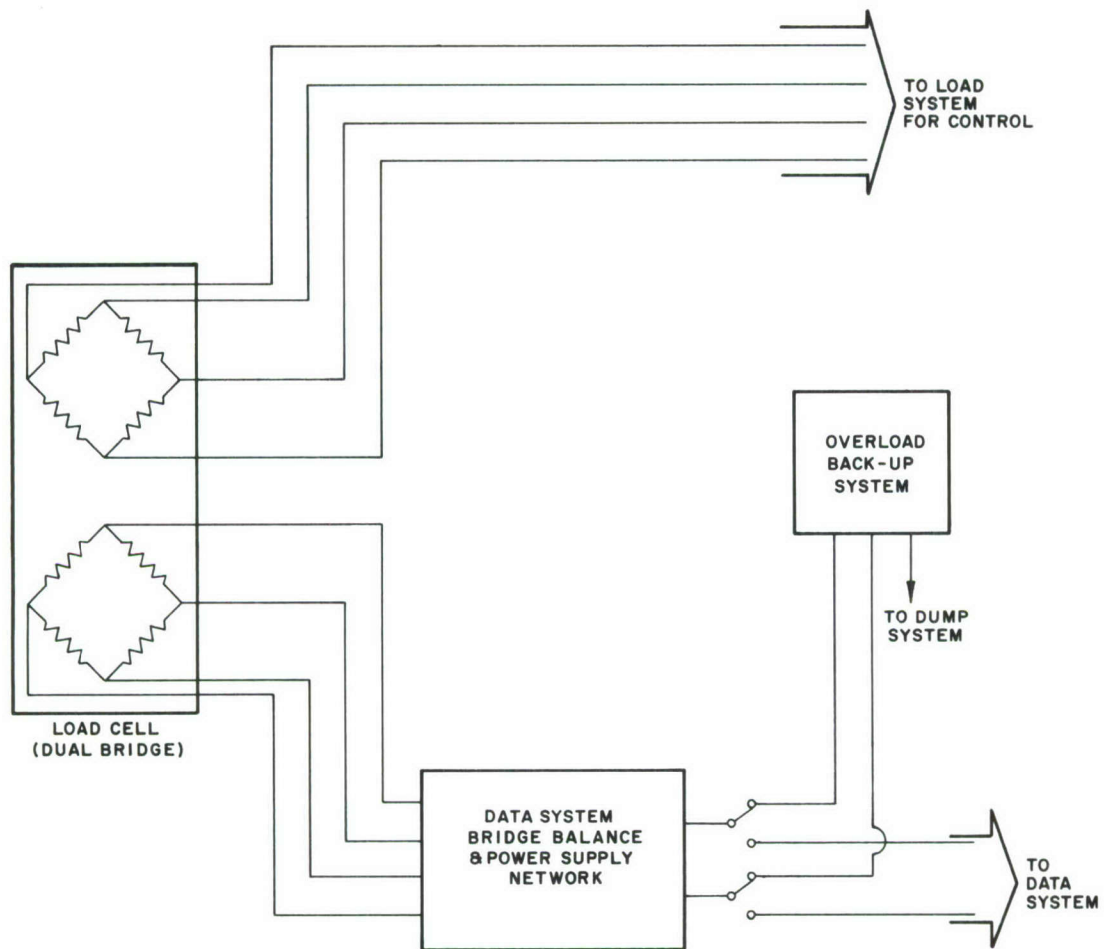 TO LOAD
SYSTEM
FOR CONTROL
OVERLOAD
BACK-UP
SYSTEM
TO DUMP
SYSTEM
LOAD CELL
(DUAL BRIDGE)
DATA SYSTEM
BRIDGE BALANCE
& POWER SUPPLY
NETWORK
TO
DATA
SYSTEM